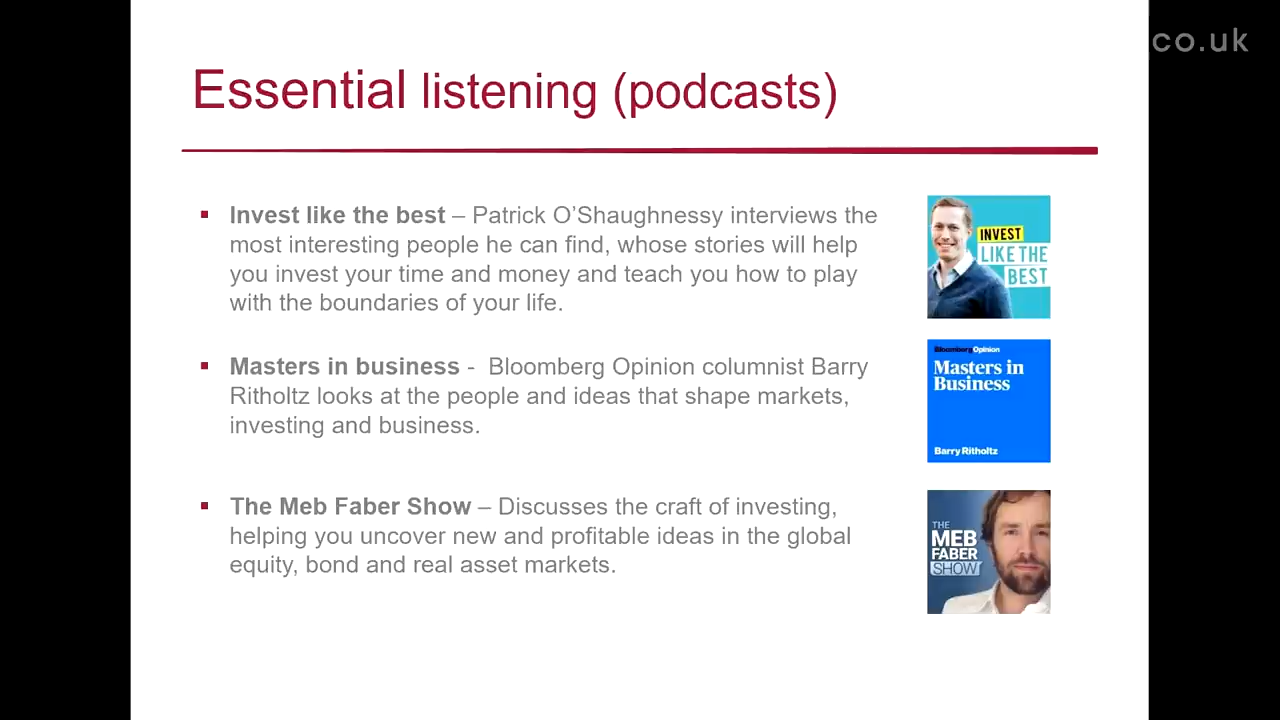 co.uk
Essential listening (podcasts)
▪ Invest like the best – Patrick O’Shaughnessy interviews the
most interesting people he can find, whose stories will help
you invest your time and money and teach you how to play
with the boundaries of your life.
INVEST
LIKE THE
BEST
▪ Masters in business -  Bloomberg Opinion columnist Barry
Ritholtz looks at the people and ideas that shape markets,
investing and business.
Bloomberg Opinion
Masters in
Business
Barry Ritholtz
▪ The Meb Faber Show – Discusses the craft of investing,
helping you uncover new and profitable ideas in the global
equity, bond and real asset markets.
THE
MEB
FABER
SHOW